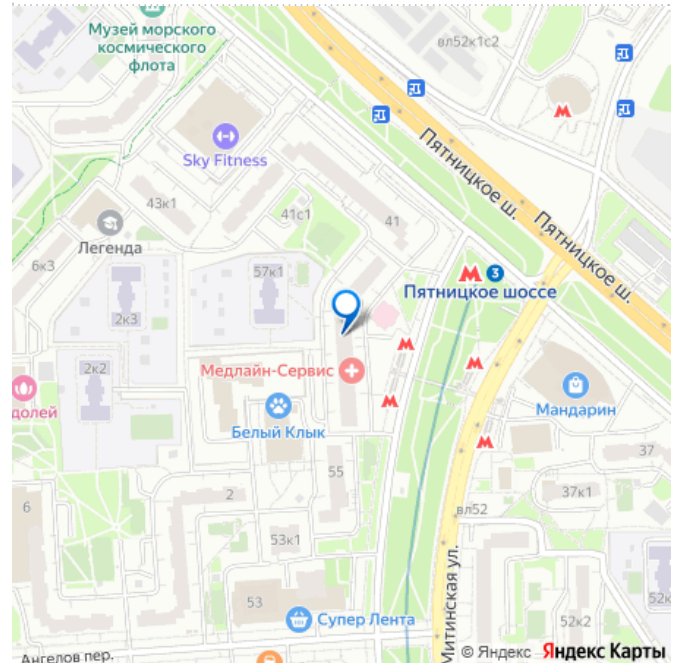 Музей морского
космического
флота
вл52к1с2
Sky Fitness
Пятницкое ш.
Пятницкое ш.
43к1
41с1
41
Легенда
6к3
57к1
3
Пятницкое шоссе
2к3
2к2
Медлайн-Сервис
долей
Мандарин
Белый Клык
37
55
37к1
2
6
вл52
53к1
53
Супер Лента
Митинская ул.
52к2
52к
Ангелов пер.
© Яндекс Яндекс Карты